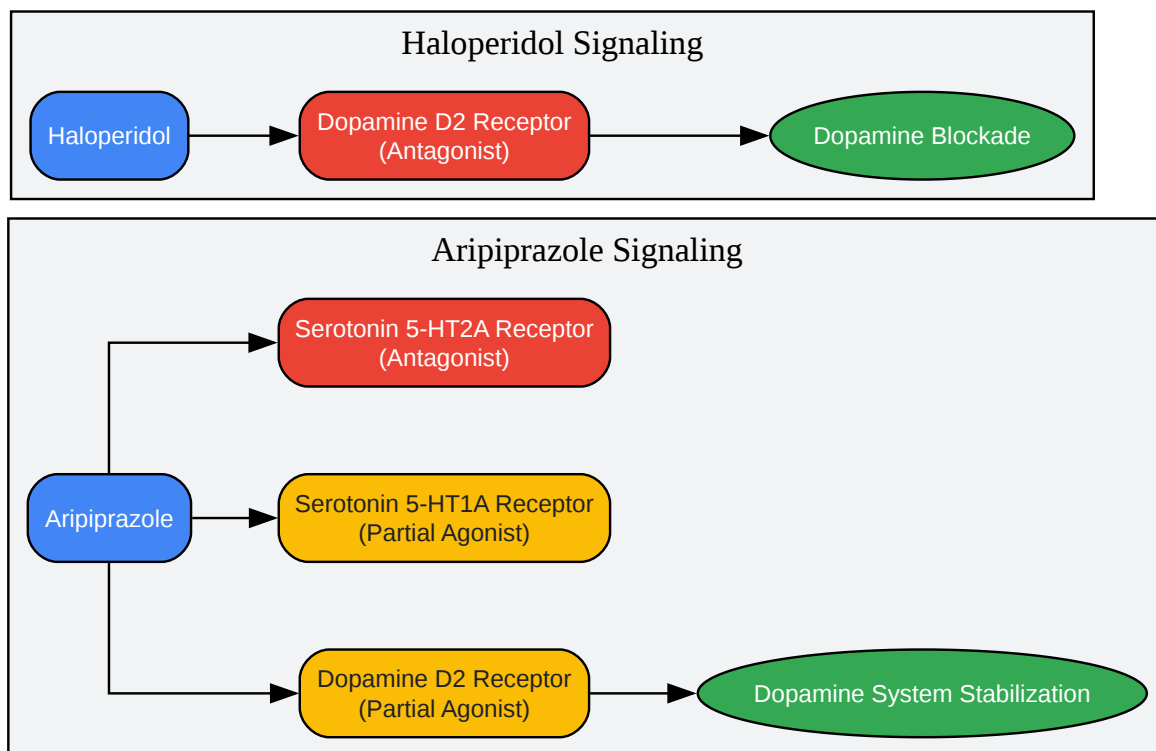 Haloperidol Signaling
Haloperidol
Dopamine D2 Receptor
(Antagonist)
Dopamine Blockade
Aripiprazole Signaling
Serotonin 5-HT2A Receptor
(Antagonist)
Aripiprazole
Serotonin 5-HT1A Receptor
(Partial Agonist)
Dopamine D2 Receptor
(Partial Agonist)
Dopamine System Stabilization